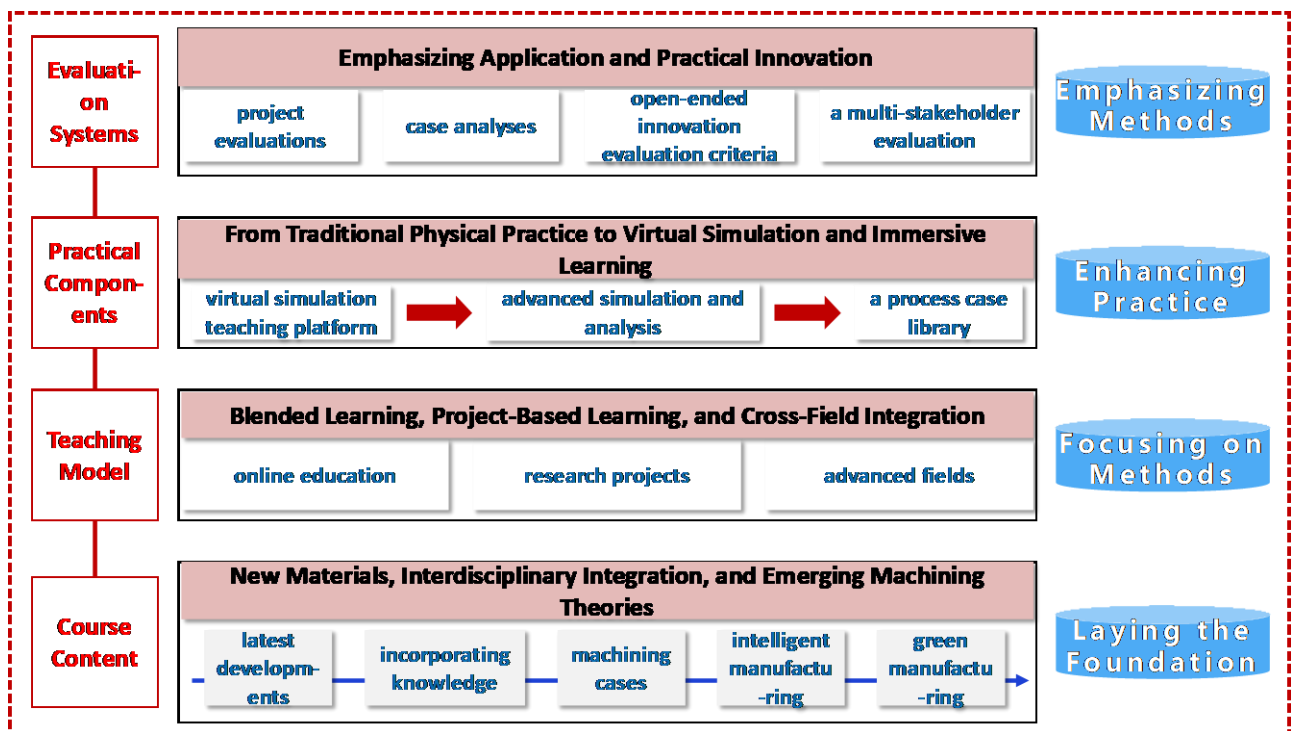 Evaluati-
on
Systems
Emphasizing Application and Practical Innovation
project
evaluations
case analyses
open-ended
innovation
evaluation criteria
a multi-stakeholder
evaluation
Emphasizing
Methods
Practical
Compon-
ents
From Traditional Physical Practice to Virtual Simulation and Immersive
Learning
virtual simulation
teaching platform
advanced simulation and
analysis
a process case
library
Enhancing
Practice
Teaching
Model
Blended Learning, Project-Based Learning, and Cross-Field Integration
online education
research projects
advanced fields
Focusing on
Methods
Course
Content
New Materials, Interdisciplinary Integration, and Emerging Machining
Theories
latest
developm-
ents
incorporating
knowledge
machining
cases
intelligent
manufactu
-ring
green
manufactu
-ring
Laying the
Foundation